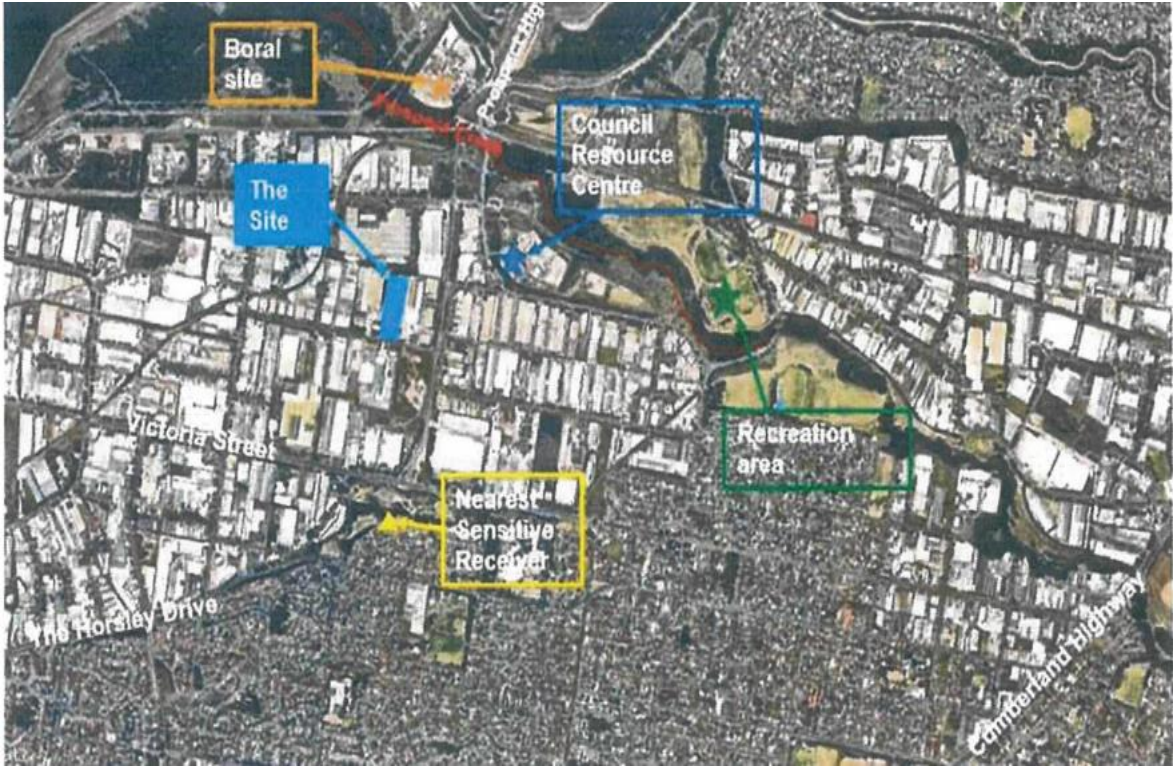 Boral
site
Council
Resource
Centre
The
Site
Victoria Street
Recreation
area
Nearest
Sensitive
Receiver
The Horsley Drive
Cumberland Highway